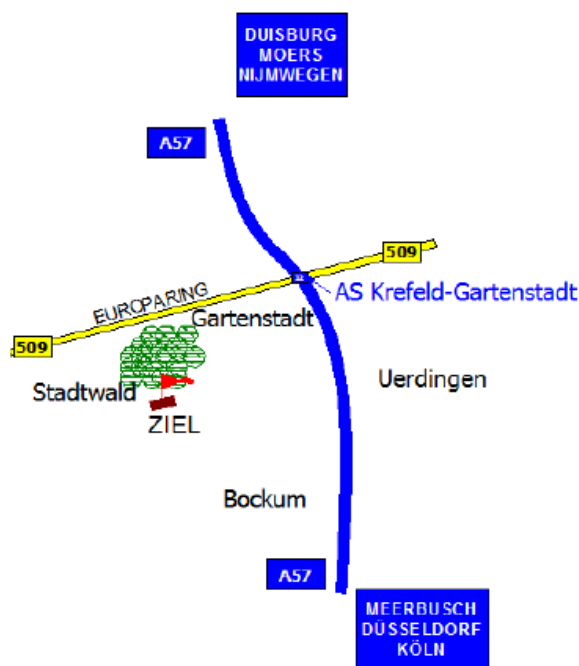 DUISBURG
MOERS
NIJMWEGEN
A57
509
EUROPARING
AS Krefeld-Gartenstadt
Gartenstadt
509
Stadtwald
Uerdingen
ZIEL
Bockum
A57
MEERBUSCH
DÜSSELDORF
KÖLN